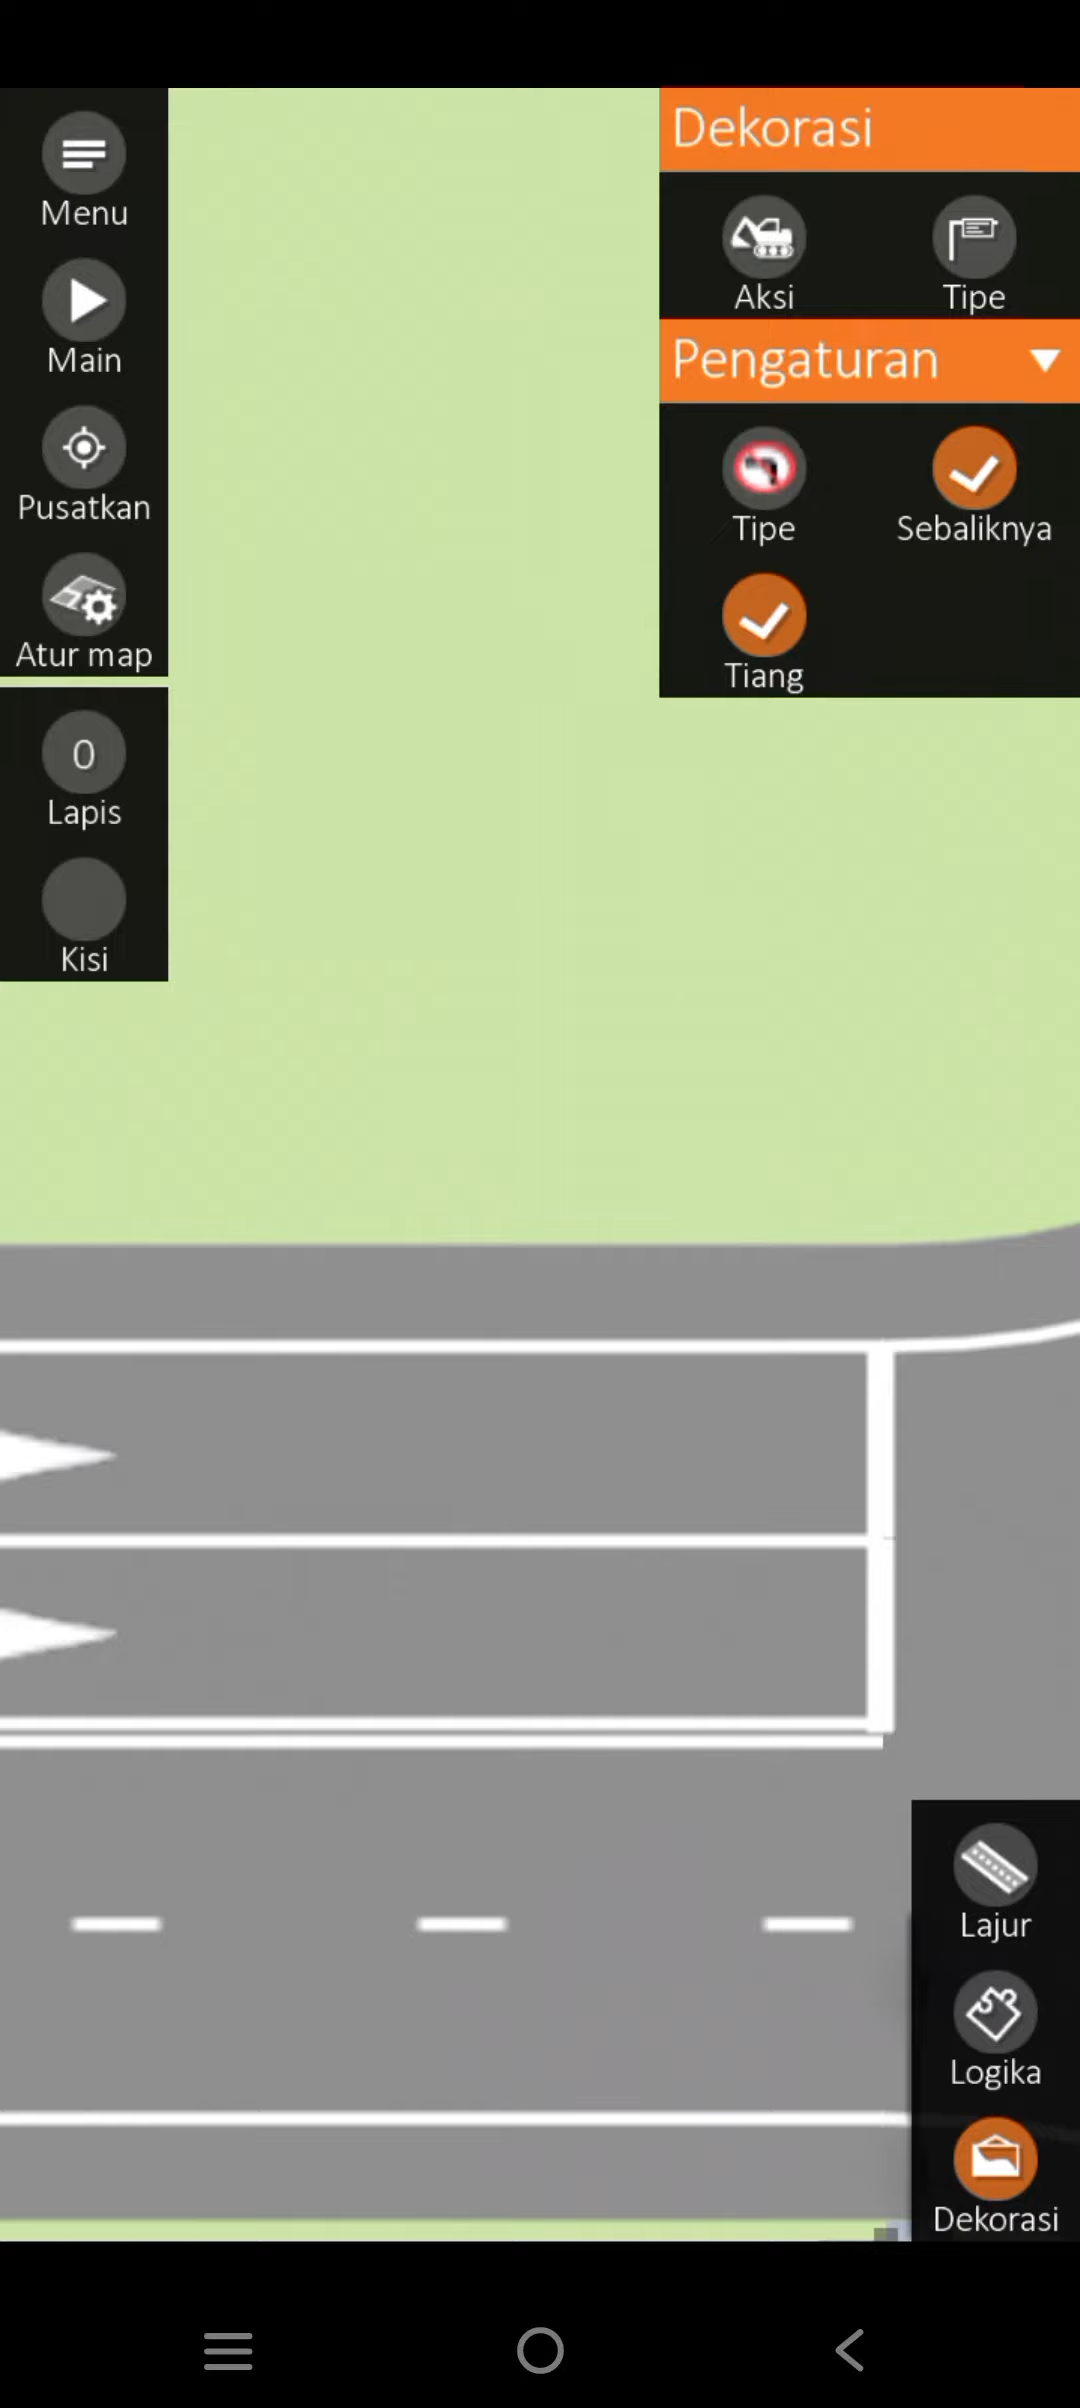 Menu
Main
Pusatkan
Atur map
0
Lapis
Kisi
Dekorasi
Aksi
Tipe
Pengaturan
Tipe
Sebaliknya
Tiang
Lajur
Logika
Dekorasi